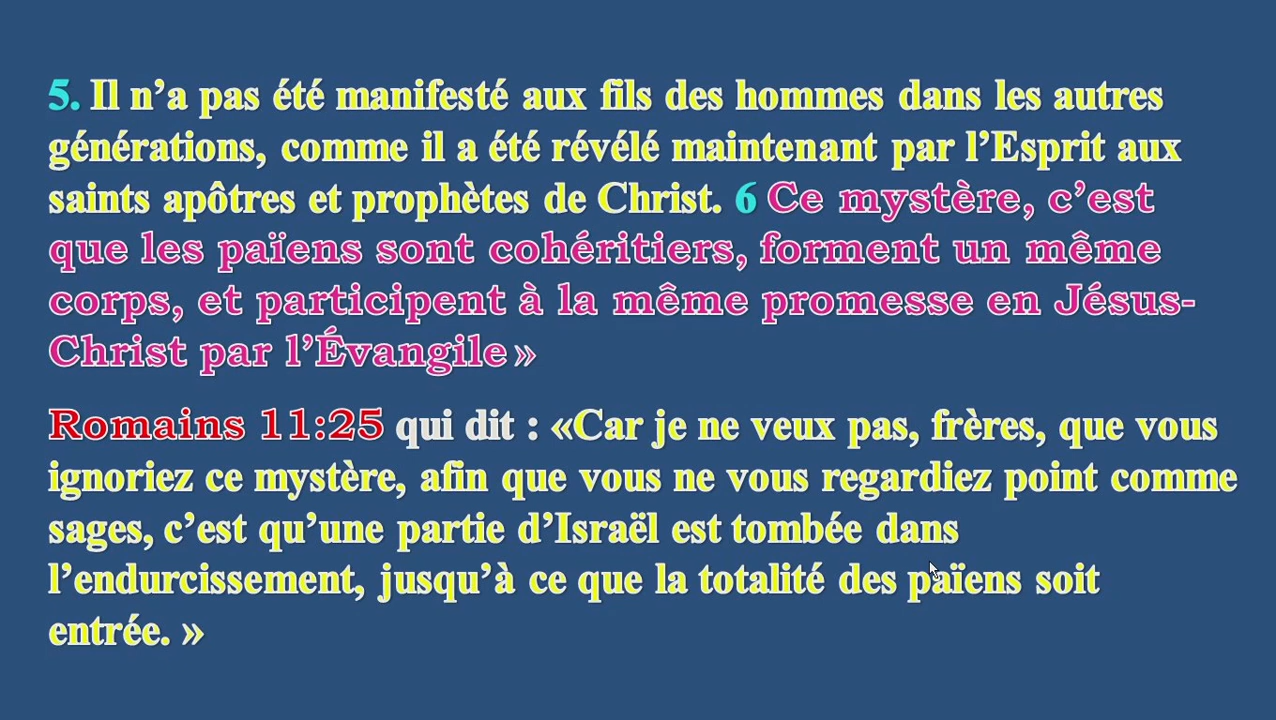 5. Il n’a pas été manifesté aux fils des hommes dans les autres
générations, comme il a été révélé maintenant par l’Esprit aux
saints apôtres et prophètes de Christ. 6 Ce mystère, c’est
que les païens sont cohéritiers, forment un même
corps, et participent à la même promesse en Jésus-
Christ par l’Évangile»
Romains 11:25 qui dit : «Car je ne veux pas, frères, que vous
ignoriez ce mystère, afin que vous ne vous regardiez point comme
sages, c’est qu’une partie d’Israël est tombée dans
l’endurcissement, jusqu’à ce que la totalité des païens soit
entrée. »